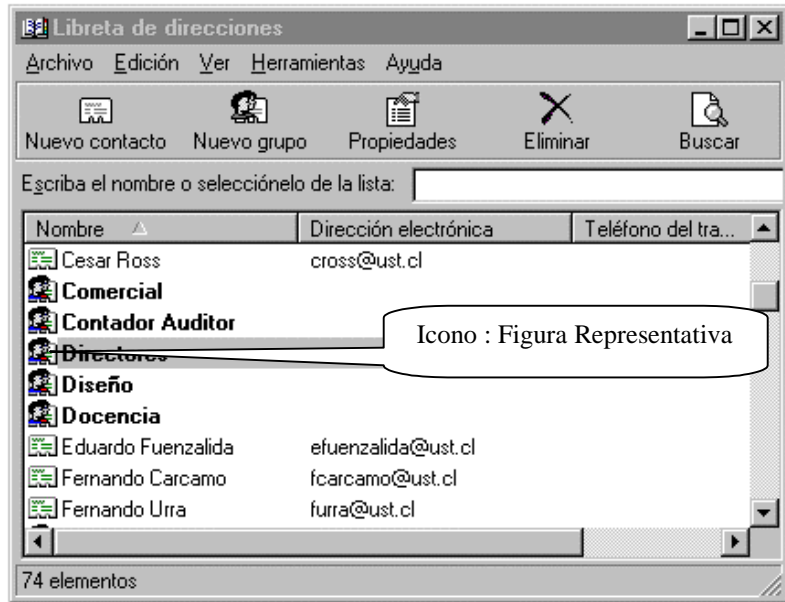 Libreta de direcciones
Archivo Edición Ver Herramientas Ayuda
Nuevo contacto Nuevo grupo Propiedades Eliminar Buscar
Escriba el nombre o selecciónelo de la lista:
Nombre Dirección electrónica Teléfono del tra...
Cesar Ross cross@ust.cl
Comercial
Contador Auditor
Icono : Figura Representativa
Directores
Diseño
Docencia
Eduardo Fuenzalida efuenzalida@ust.cl
Fernando Carcamo fcarcamo@ust.cl
Fernando Urra furra@ust.cl
74 elementos